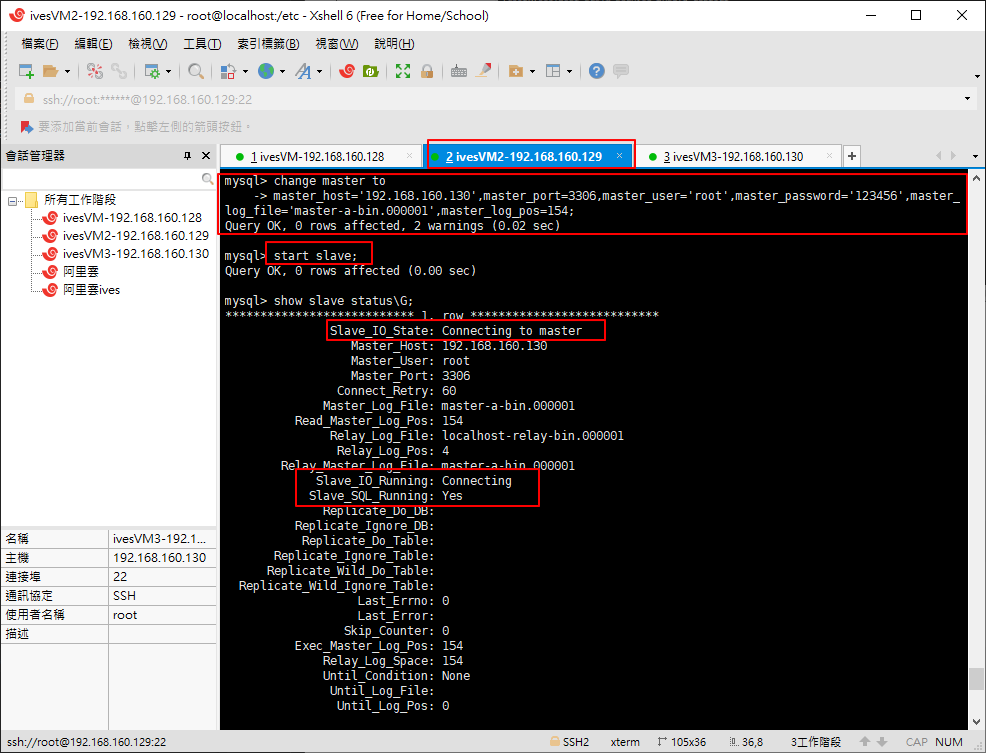 ivesVM2-192.168.160.129 - root@localhost:/etc - Xshell 6 (Free for Home/School)
檔案(F) 編輯(E) 檢視(V) 工具(T) 索引標籤(B) 視窗(W) 說明(H)
ssh://root:******@192.168.160.129:22
要添加當前會話，點擊左側的箭頭按鈕。
會話管理器
1 ivesVM-192.168.160.128
2 ivesVM2-192.168.160.129
3 ivesVM3-192.168.160.130
所有工作階段
ivesVM-192.168.160.128
ivesVM2-192.168.160.129
ivesVM3-192.168.160.130
阿里雲
阿里雲ives
名稱 ivesVM3-192.1...
主機 192.168.160.130
連接埠 22
通訊協定 SSH
使用者名稱 root
描述
mysql> change master to
-> master_host='192.168.160.130',master_port=3306,master_user='root',master_password='123456',master_
log_file='master-a-bin.000001',master_log_pos=154;
Query OK, 0 rows affected, 2 warnings (0.02 sec)
mysql> start slave;
Query OK, 0 rows affected (0.00 sec)
mysql> show slave status\G;
*************************** 1. row ***************************
Slave_IO_State: Connecting to master
Master_Host: 192.168.160.130
Master_User: root
Master_Port: 3306
Connect_Retry: 60
Master_Log_File: master-a-bin.000001
Read_Master_Log_Pos: 154
Relay_Log_File: localhost-relay-bin.000001
Relay_Log_Pos: 4
Relay_Master_Log_File: master-a-bin.000001
Slave_IO_Running: Connecting
Slave_SQL_Running: Yes
Replicate_Do_DB:
Replicate_Ignore_DB:
Replicate_Do_Table:
Replicate_Ignore_Table:
Replicate_Wild_Do_Table:
Replicate_Wild_Ignore_Table:
Last_Errno: 0
Last_Error:
Skip_Counter: 0
Exec_Master_Log_Pos: 154
Relay_Log_Space: 154
Until_Condition: None
Until_Log_File:
Until_Log_Pos: 0
ssh://root@192.168.160.129:22 SSH2 xterm 105x36 36,8 3工作階段 CAP NUM